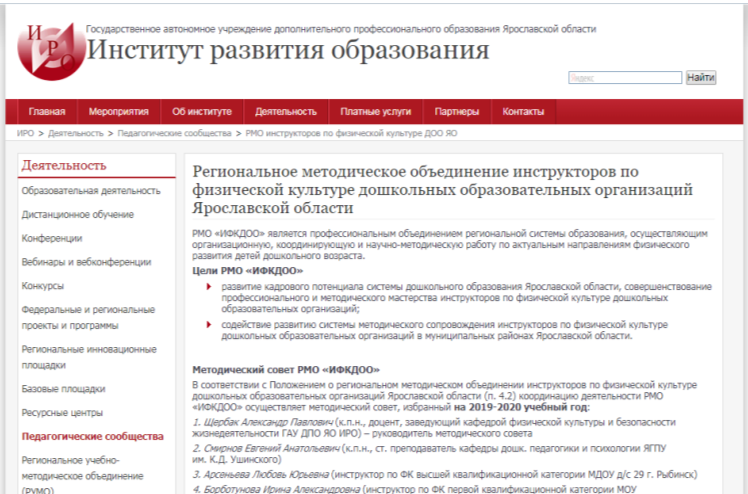 ИРО
Государственное автономное учреждение дополнительного профессионального образования Ярославской области
Институт развития образования
Яндекс
Найти
Главная Мероприятия Об институте Деятельность Платные услуги Партнеры Контакты
ИРО > Деятельность > Педагогические сообщества > РМО инструкторов по физической культуре ДОО ЯО
Деятельность
Образовательная деятельность
Дистанционное обучение
Конференции
Вебинары и вебконференции
Конкурсы
Федеральные и региональные
проекты и программы
Региональные инновационные
площадки
Базовые площадки
Ресурсные центры
Педагогические сообщества
Региональное учебно-
методическое объединение
(РУМО)
Региональное методическое объединение инструкторов по
физической культуре дошкольных образовательных организаций
Ярославской области
РМО «ИФКДОО» является профессиональным объединением региональной системы образования, осуществляющим
организационную, координирующую и научно-методическую работу по актуальным направлениям физического
развития детей дошкольного возраста.
Цели РМО «ИФКДОО»
развитие кадрового потенциала системы дошкольного образования Ярославской области, совершенствование
профессионального и методического мастерства инструкторов по физической культуре дошкольных
образовательных организаций;
содействие развитию системы методического сопровождения инструкторов по физической культуре
дошкольных образовательных организаций в муниципальных районах Ярославской области.
Методический совет РМО «ИФКДОО»
В соответствии с Положением о региональном методическом объединении инструкторов по физической культуре
дошкольных образовательных организаций Ярославской области (п. 4.2) координацию деятельности РМО
«ИФКДОО» осуществляет методический совет, избранный на 2019-2020 учебный год:
1. Щербак Александр Павлович (к.п.н., доцент, заведующий кафедрой физической культуры и безопасности
жизнедеятельности ГАУ ДПО ЯО ИРО) – руководитель методического совета
2. Смирнов Евгений Анатольевич (к.п.н., ст. преподаватель кафедры дошк. педагогики и психологии ЯГПУ
им. К.Д. Ушинского)
3. Арсеньева Любовь Юрьевна (инструктор по ФК высшей квалификационной категории МДОУ д/с 29 г. Рыбинск)
4. Борботунова Ирина Александровна (инструктор по ФК первой квалификационной категории МОУ